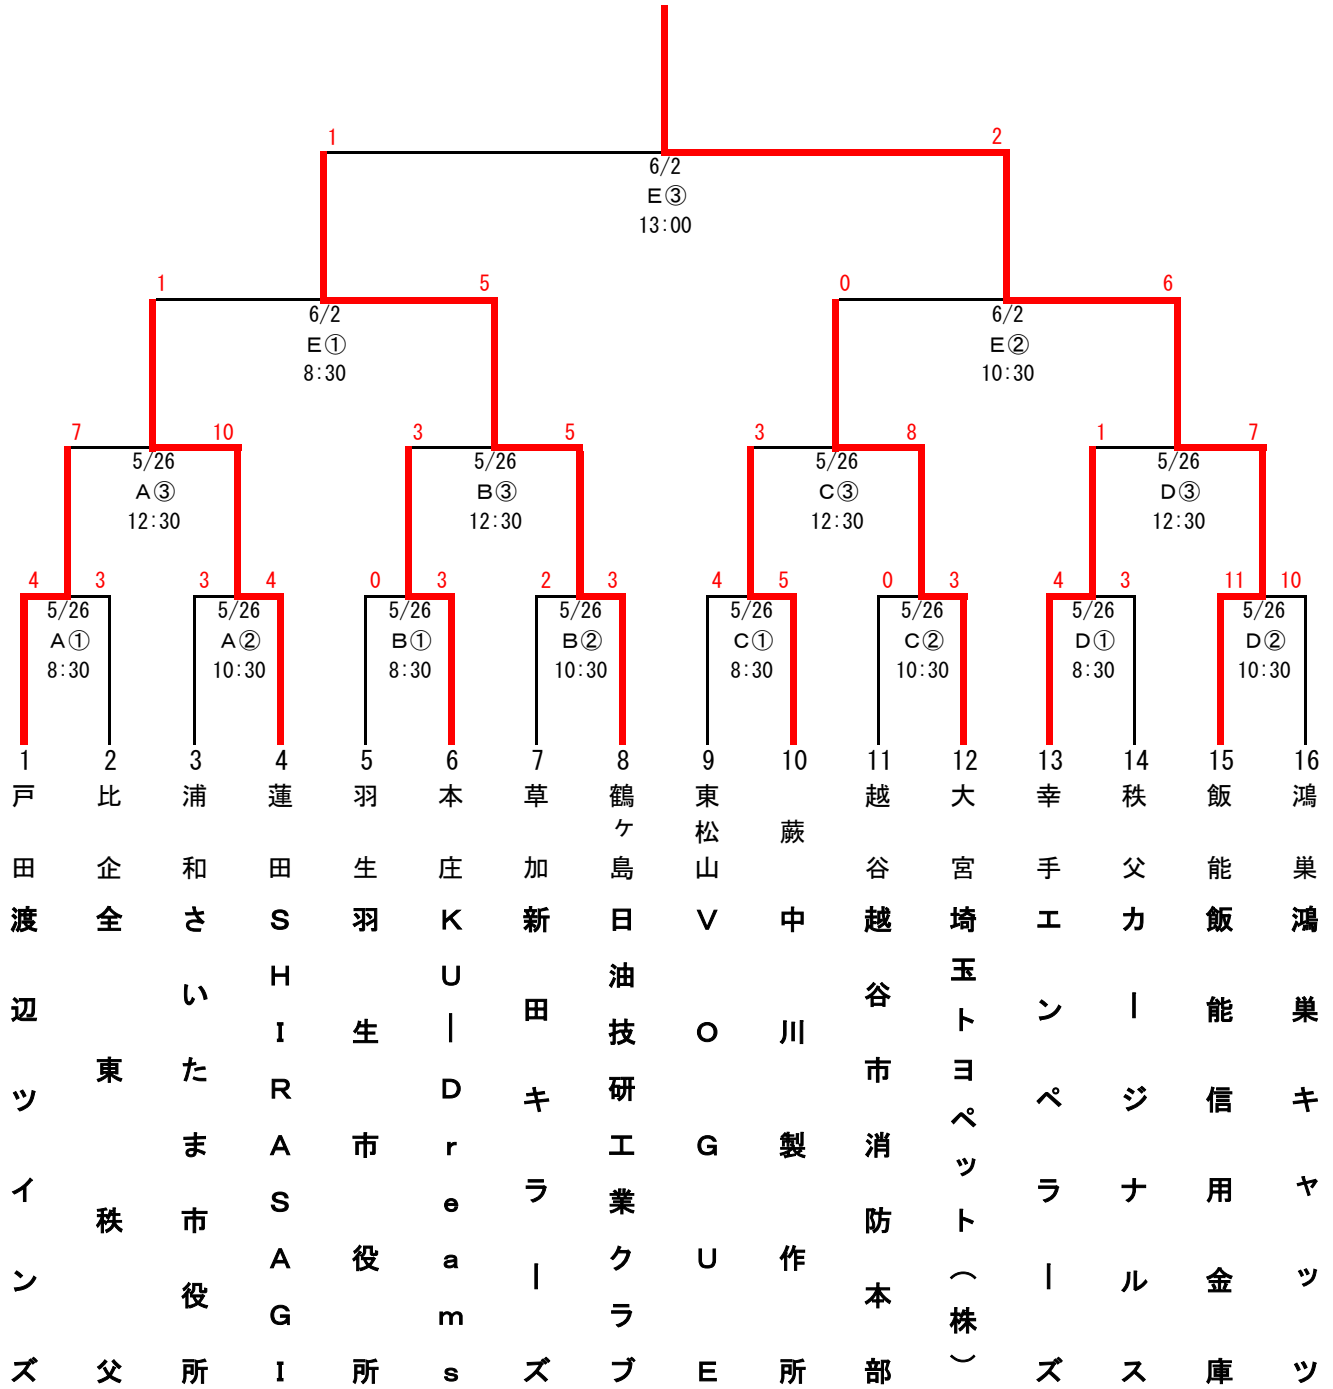 1 2
6/2
E③
13:00
1 5 0 6
6/2 6/2
E① E②
8:30 10:30
7 10 3 5 3 8 1 7
5/26 5/26 5/26 5/26
A③ B③ C③ D③
12:30 12:30 12:30 12:30
4 3 3 4 0 3 2 3 4 5 0 3 4 3 11 10
5/26 5/26 5/26 5/26 5/26 5/26 5/26 5/26
A① A② B① B② C① C② D① D②
8:30 10:30 8:30 10:30 8:30 10:30 8:30 10:30
1 2 3 4 5 6 7 8 9 10 11 12 13 14 15 16
戸田
渡辺ツインズ
比企
全東秩父
浦和
さいたま市役所
蓮田
SHIRASAGI
羽生
羽生市役所
本庄
KU―Dreams
草加
新田キラーズ
鶴ケ島
日油技研工業クラブ
東松山
VOGUE
蕨
中川製作所
越谷
越谷市消防本部
大宮
埼玉トヨペット(株)
幸手
エンペラーズ
秩父
カージナルス
飯能
飯能信用金庫
鴻巣
鴻巣キャッツ